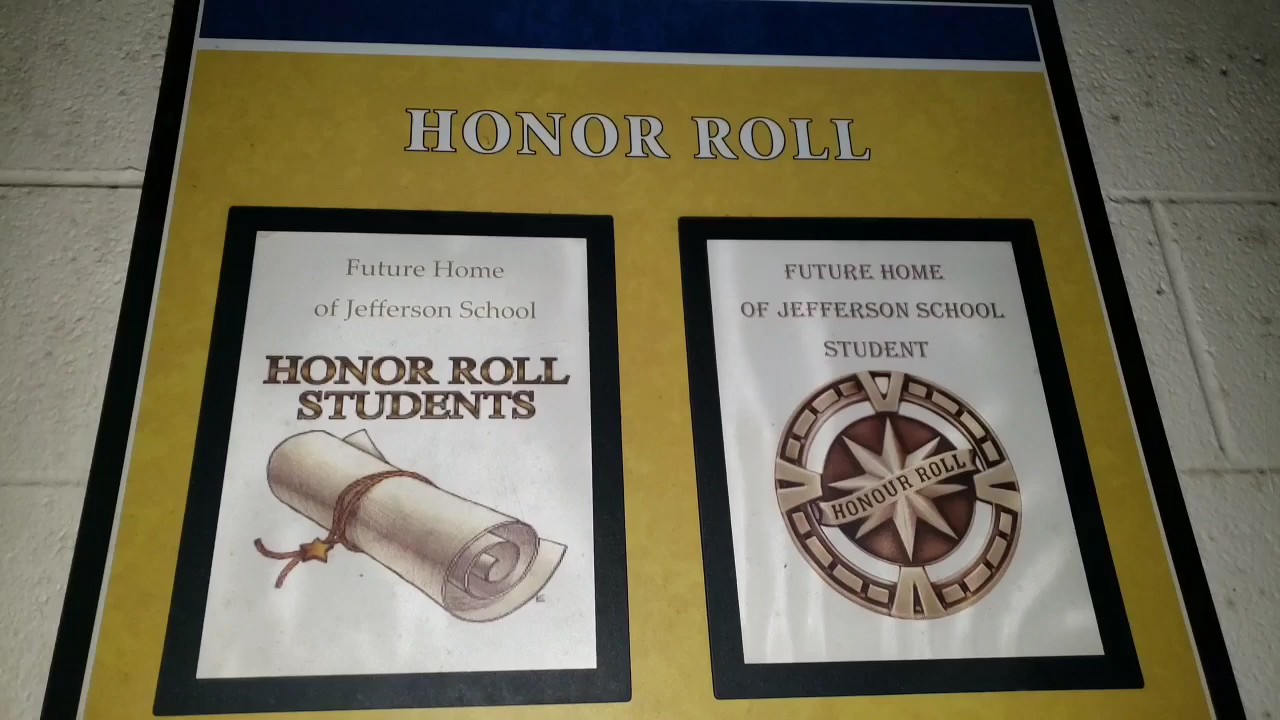 HONOR ROLL
Future Home
of Jefferson School
HONOR ROLL
STUDENTS
FUTURE HOME
OF JEFFERSON SCHOOL
STUDENT
HONOUR ROLL